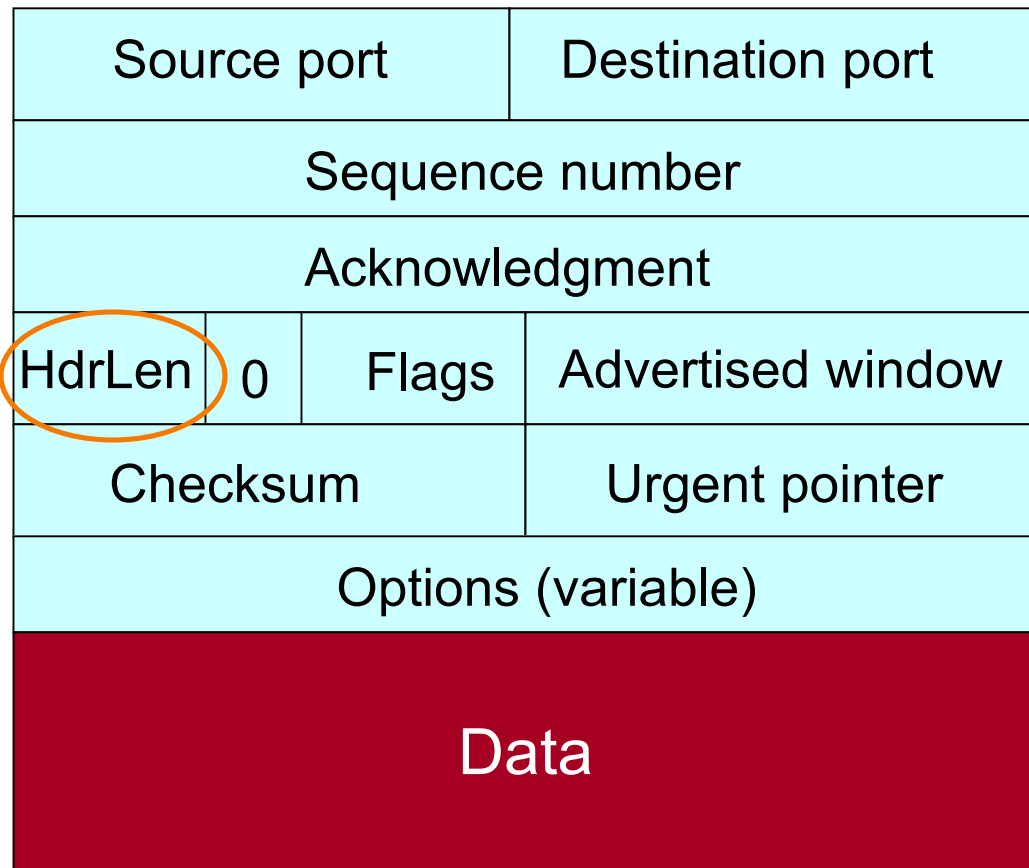 Source port Destination port
Sequence number
Acknowledgment
HdrLen 0 Flags Advertised window
Checksum Urgent pointer
Options (variable)
Data